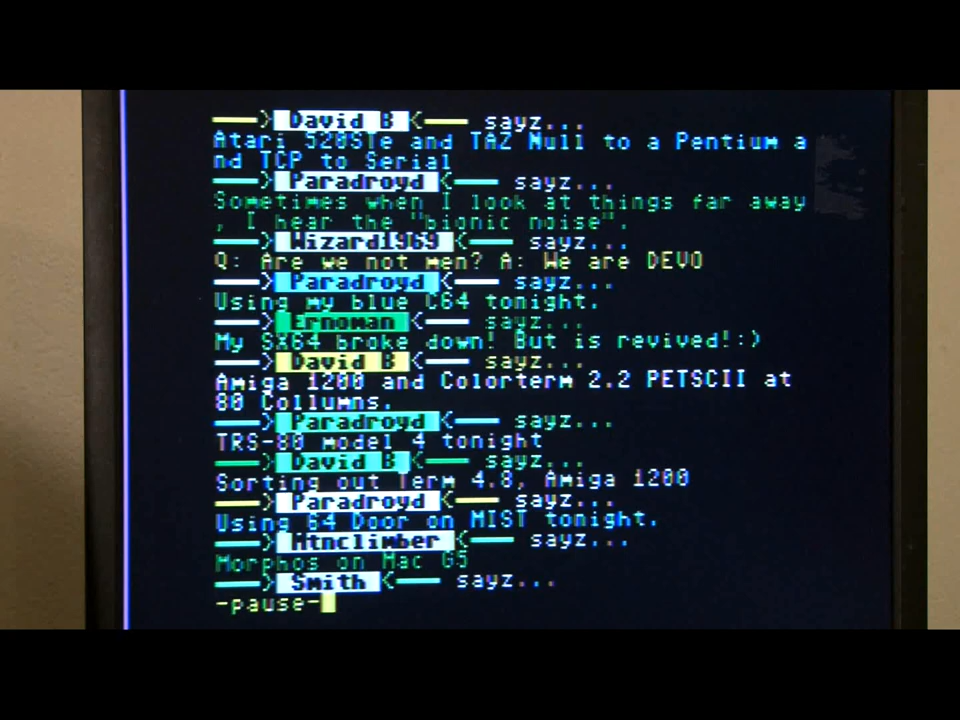 ——>David B<—— sayz...
Atari 520STe and TAZ Null to a Pentium a
nd TCP to Serial
——>Paradroyd<—— sayz...
Sometimes when I look at things far away
, I hear the "bionic noise".
——>Wizard1969<—— sayz...
Q: Are we not men? A: We are DEVO
——>Paradroyd<—— sayz...
Using my blue C64 tonight.
——>Ernoman<—— sayz...
My SX64 broke down! But is revived!:)
——>David B<—— sayz...
Amiga 1200 and Colorterm 2.2 PETSCII at
80 Collumns.
——>Paradroyd<—— sayz...
TRS-80 model 4 tonight
——>David B<—— sayz...
Sorting out Term 4.8, Amiga 1200
——>Paradroyd<—— sayz...
Using 64 Door on MIST tonight.
——>Mtnclimber<—— sayz...
Morphos on Mac G5
——>Smith<—— sayz...
-pause-